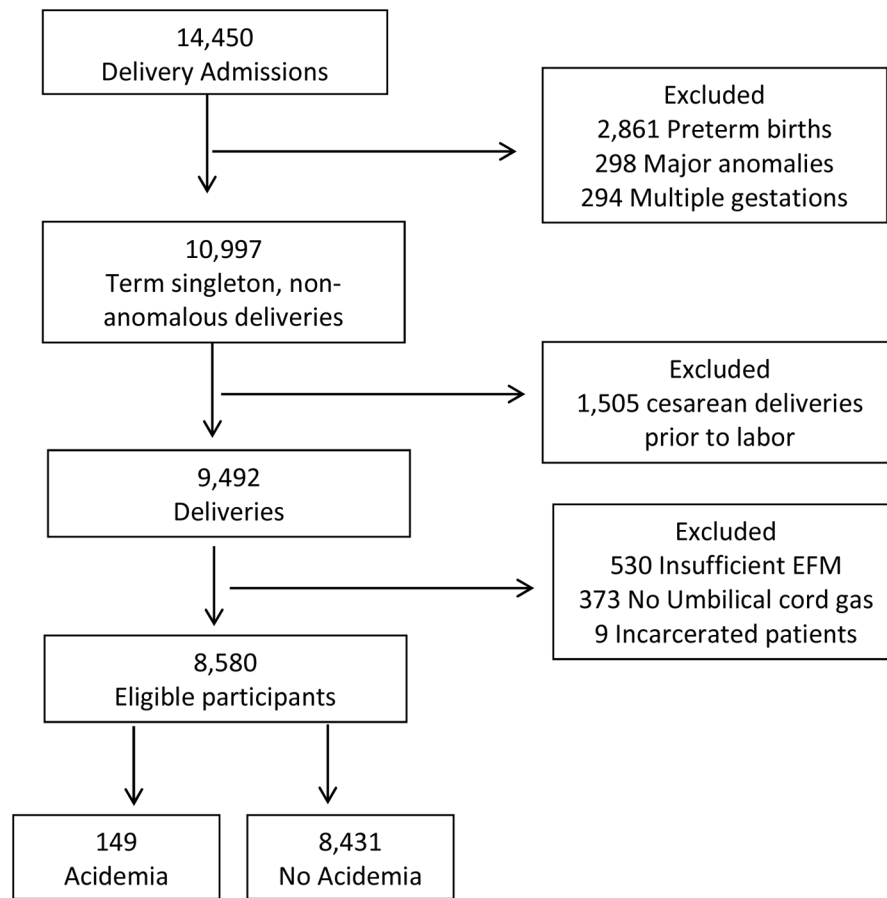 14,450
Delivery Admissions
Excluded
2,861 Preterm births
298 Major anomalies
294 Multiple gestations
10,997
Term singleton, non-
anomalous deliveries
Excluded
1,505 cesarean deliveries
prior to labor
9,492
Deliveries
Excluded
530 Insufficient EFM
373 No Umbilical cord gas
9 Incarcerated patients
8,580
Eligible participants
149
Acidemia
8,431
No Acidemia